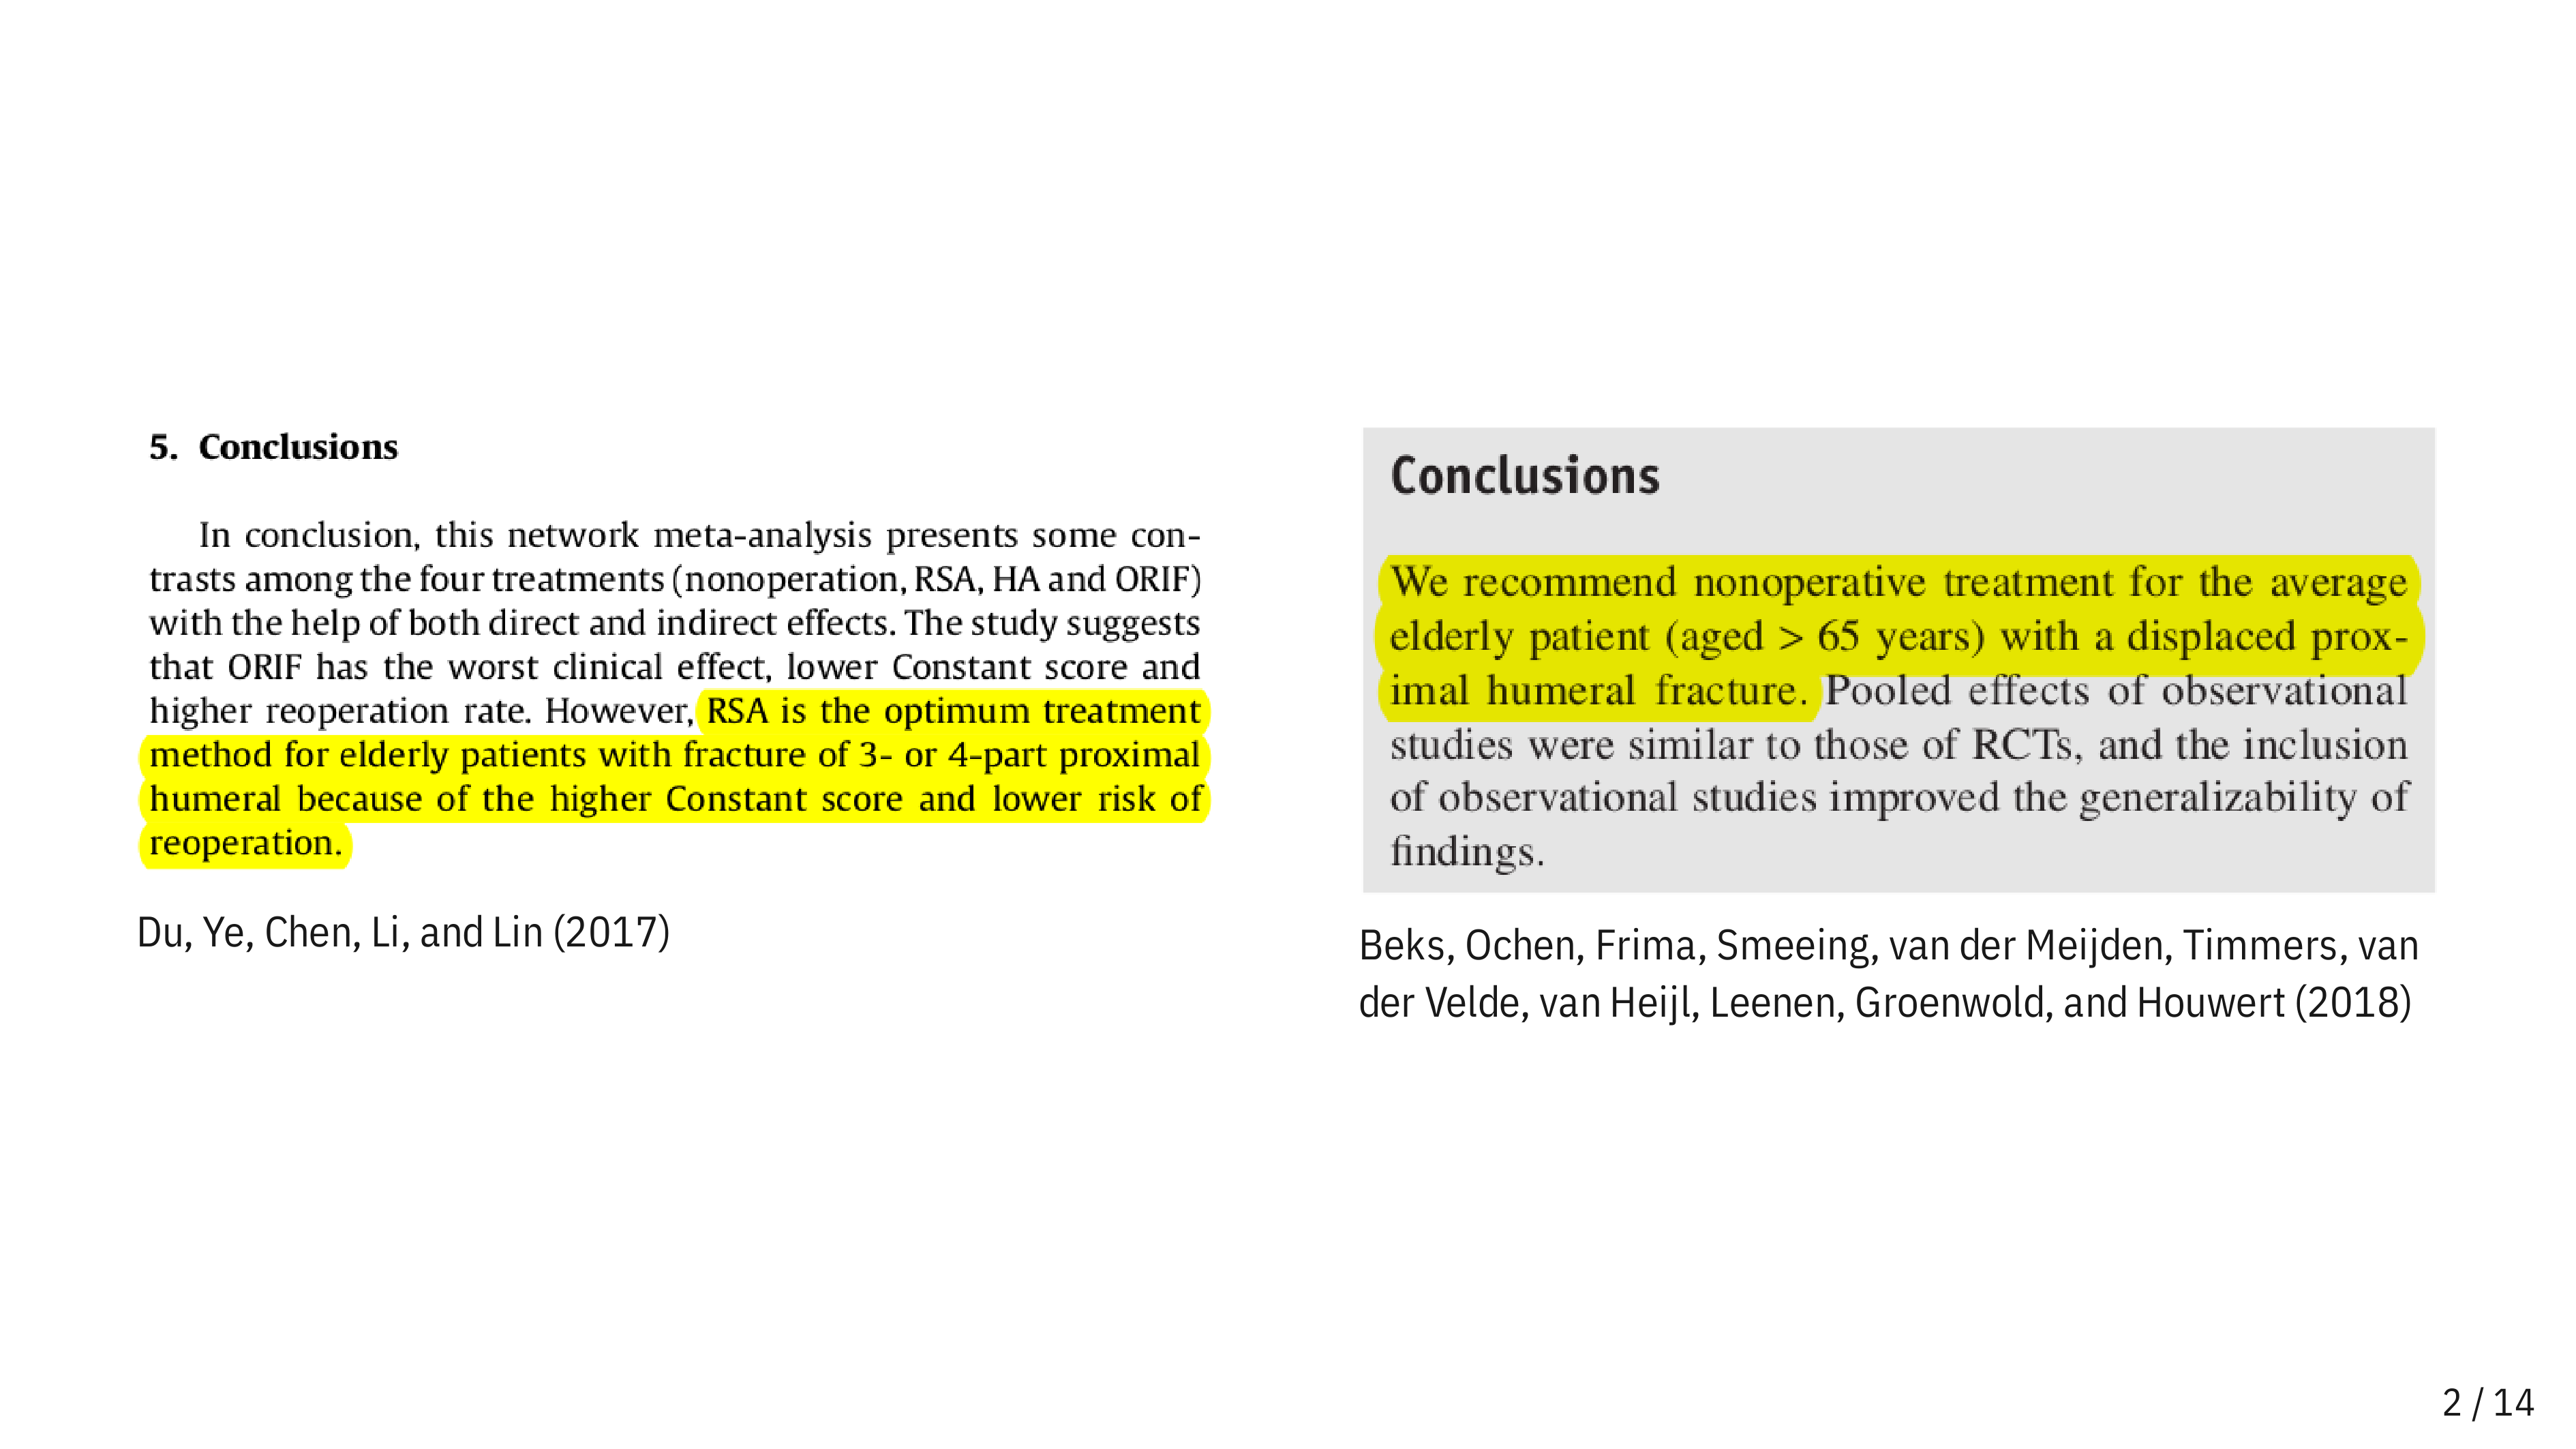 5. Conclusions
In conclusion, this network meta-analysis presents some con-
trasts among the four treatments (nonoperation, RSA, HA and ORIF)
with the help of both direct and indirect effects. The study suggests
that ORIF has the worst clinical effect, lower Constant score and
higher reoperation rate. However, RSA is the optimum treatment
method for elderly patients with fracture of 3- or 4-part proximal
humeral because of the higher Constant score and lower risk of
reoperation.
Du, Ye, Chen, Li, and Lin (2017)
Conclusions
We recommend nonoperative treatment for the average
elderly patient (aged > 65 years) with a displaced prox-
imal humeral fracture. Pooled effects of observational
studies were similar to those of RCTs, and the inclusion
of observational studies improved the generalizability of
findings.
Beks, Ochen, Frima, Smeeing, van der Meijden, Timmers, van
der Velde, van Heijl, Leenen, Groenwold, and Houwert (2018)
2 / 14